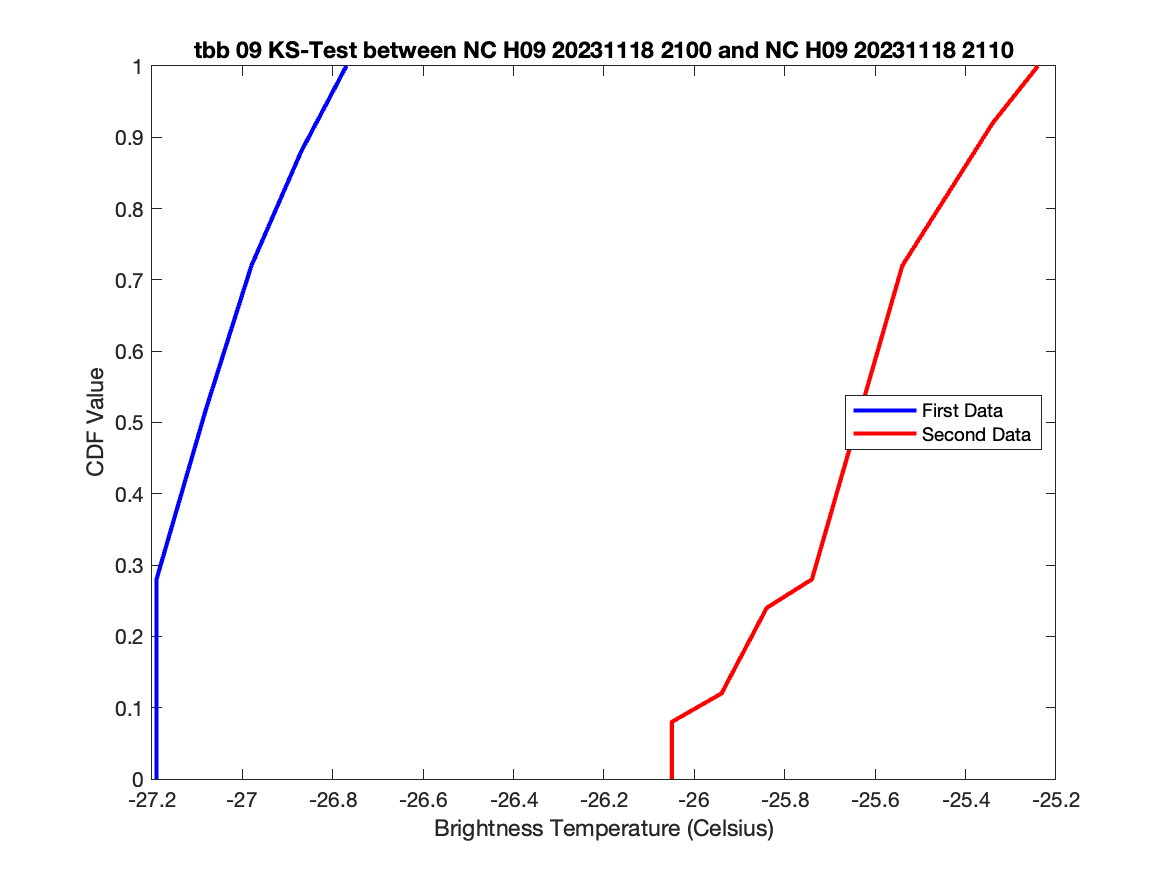 tbb 09 KS-Test between NC H09 20231118 2100 and NC H09 20231118 2110
1
0.9
0.8
0.7
0.6
0.5
0.4
0.3
0.2
0.1
0
CDF Value
First Data
Second Data
-27.2 -27 -26.8 -26.6 -26.4 -26.2 -26 -25.8 -25.6 -25.4 -25.2
Brightness Temperature (Celsius)